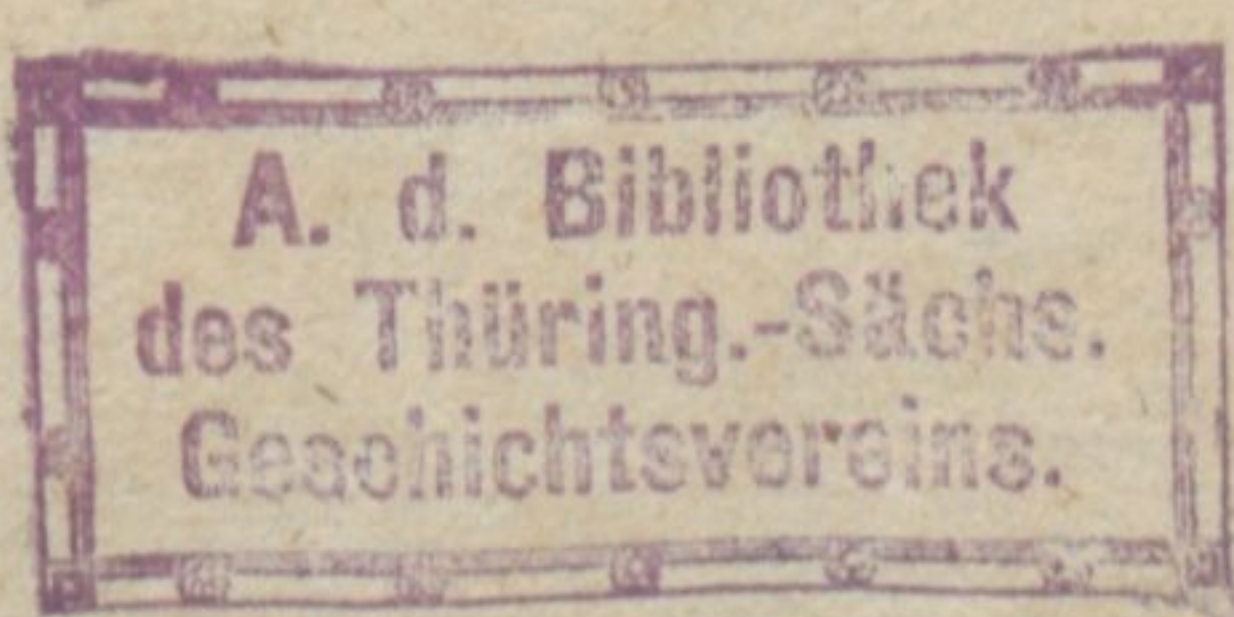 A. d. Bibliothek
des Thüring.-Sächs.
Geschichtsvereins.